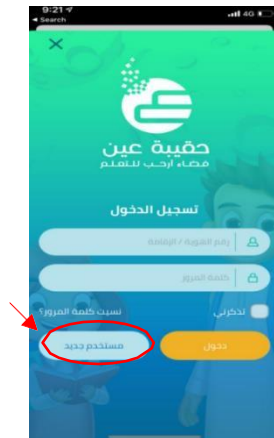 9:21
4G
◀ Search
حقيبة عين
فضاء أرحب للتعلم
تسجيل الدخول
رقم الهوية / الإقامة
كلمة المرور
تذكرني
نسيت كلمة المرور؟
دخول
مستخدم جديد